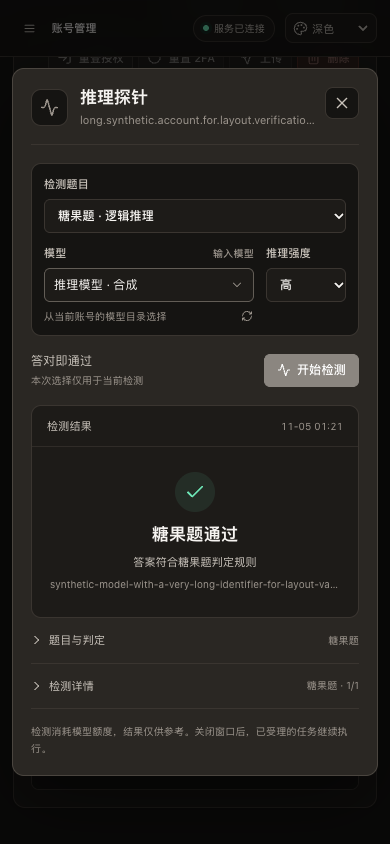 账号管理
服务已连接
深色
重置授权
重置 2FA
上传
删除
推理探针
long.synthetic.account.for.layout.verificatio...
检测题目
糖果题 · 逻辑推理
模型
输入模型
推理强度
推理模型 · 合成
高
从当前账号的模型目录选择
答对即通过
本次选择仅用于当前检测
开始检测
检测结果
11-05 01:21
糖果题通过
答案符合糖果题判定规则
synthetic-model-with-a-very-long-identifier-for-layout-va...
题目与判定
糖果题
检测详情
糖果题 · 1/1
检测消耗模型额度，结果仅供参考。关闭窗口后，已受理的任务继续执
行。